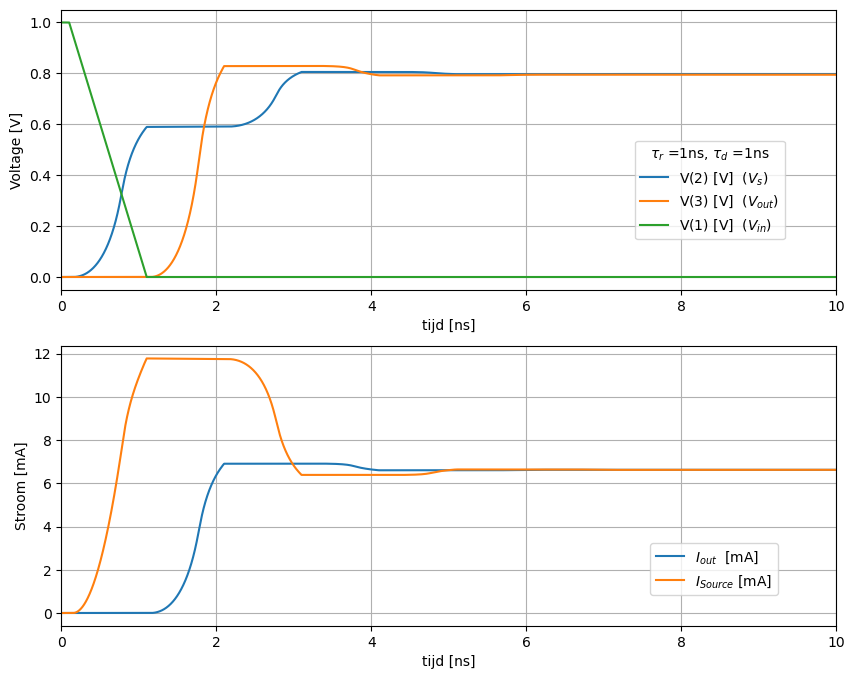 1.0
0.8
0.6
0.4
0.2
0.0
Voltage [V]
τr =1ns, τd =1ns
V(2) [V]  (Vs)
V(3) [V]  (Vout)
V(1) [V]  (Vin)
0 2 4 6 8 10
tijd [ns]
12
10
8
6
4
2
0
Stroom [mA]
Iout  [mA]
ISource [mA]
0 2 4 6 8 10
tijd [ns]